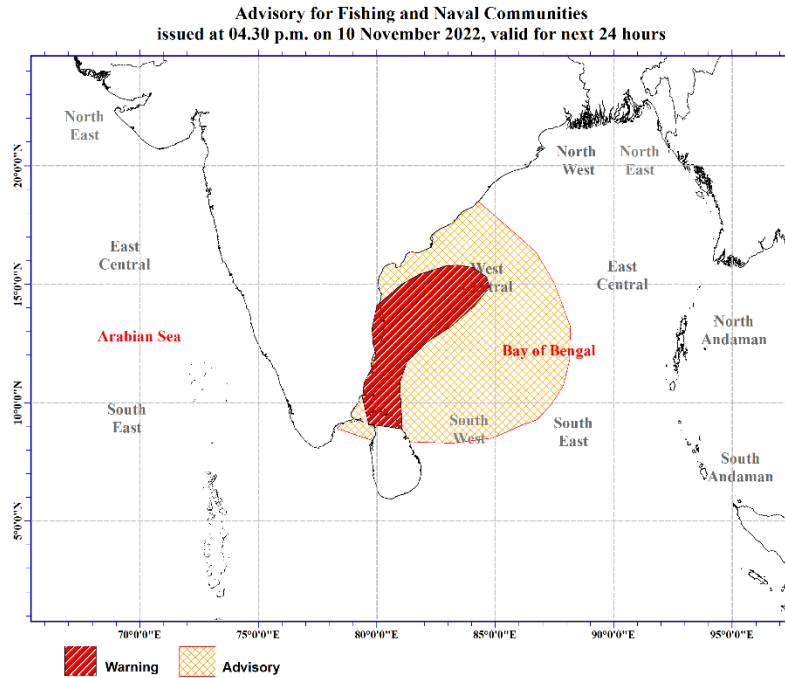 Advisory for Fishing and Naval Communities
issued at 04.30 p.m. on 10 November 2022, valid for next 24 hours
North
East
North
West
North
East
East
Central
West
Central
East
Central
Arabian Sea
Bay of Bengal
North
Andaman
South
East
South
West
South
East
South
Andaman
20°0'0"N
15°0'0"N
10°0'0"N
5°0'0"N
70°0'0"E
75°0'0"E
80°0'0"E
85°0'0"E
90°0'0"E
95°0'0"E
Warning
Advisory